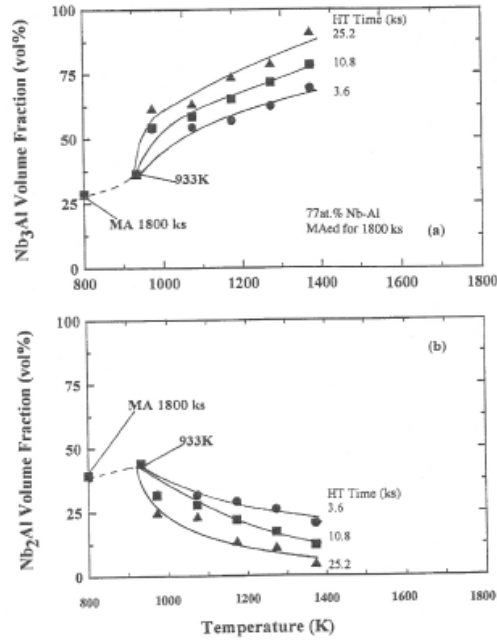 100
75
50
25
0
Nb3Al Volume Fraction (vol%)
HT Time (ks)
25.2
10.8
3.6
933K
MA 1800 ks
77at.% Nb-Al
MAed for 1800 ks
(a)
800 1000 1200 1400 1600 1800
100
75
50
25
0
Nb2Al Volume Fraction (vol%)
(b)
MA 1800 ks
933K
HT Time (ks)
3.6
10.8
25.2
800 1000 1200 1400 1600 1800
Temperature (K)